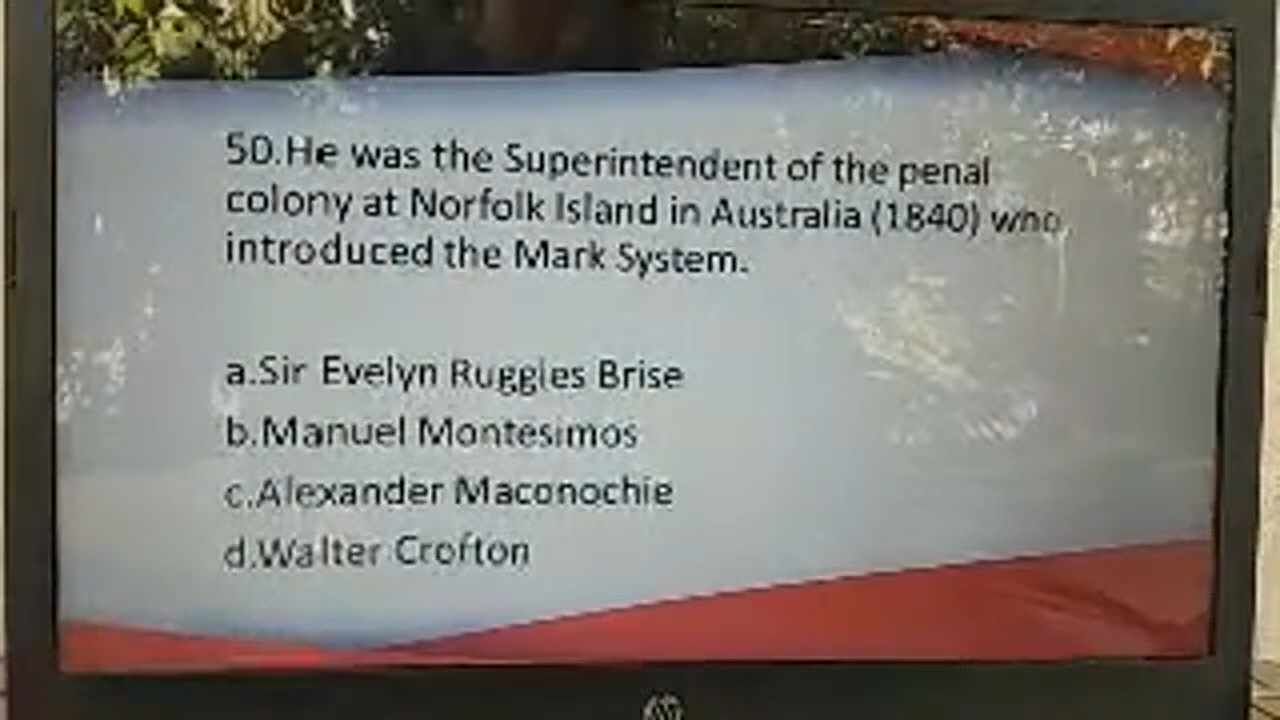 50.He was the Superintendent of the penal
colony at Norfolk Island in Australia (1840) who
introduced the Mark System.
a.Sir Evelyn Ruggles Brise
b.Manuel Montesimos
c.Alexander Maconochie
d.Walter Crofton
hp